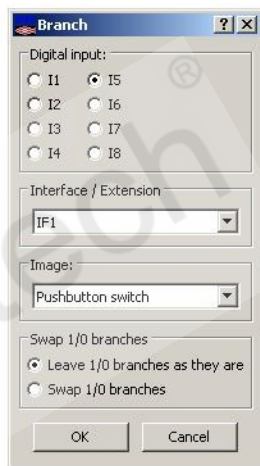 Branch
Digital input:
I1 I5
I2 I6
I3 I7
I4 I8
Interface / Extension
IF1
Image:
Pushbutton switch
Swap 1/0 branches
Leave 1/0 branches as they are
Swap 1/0 branches
OK Cancel
tech
®